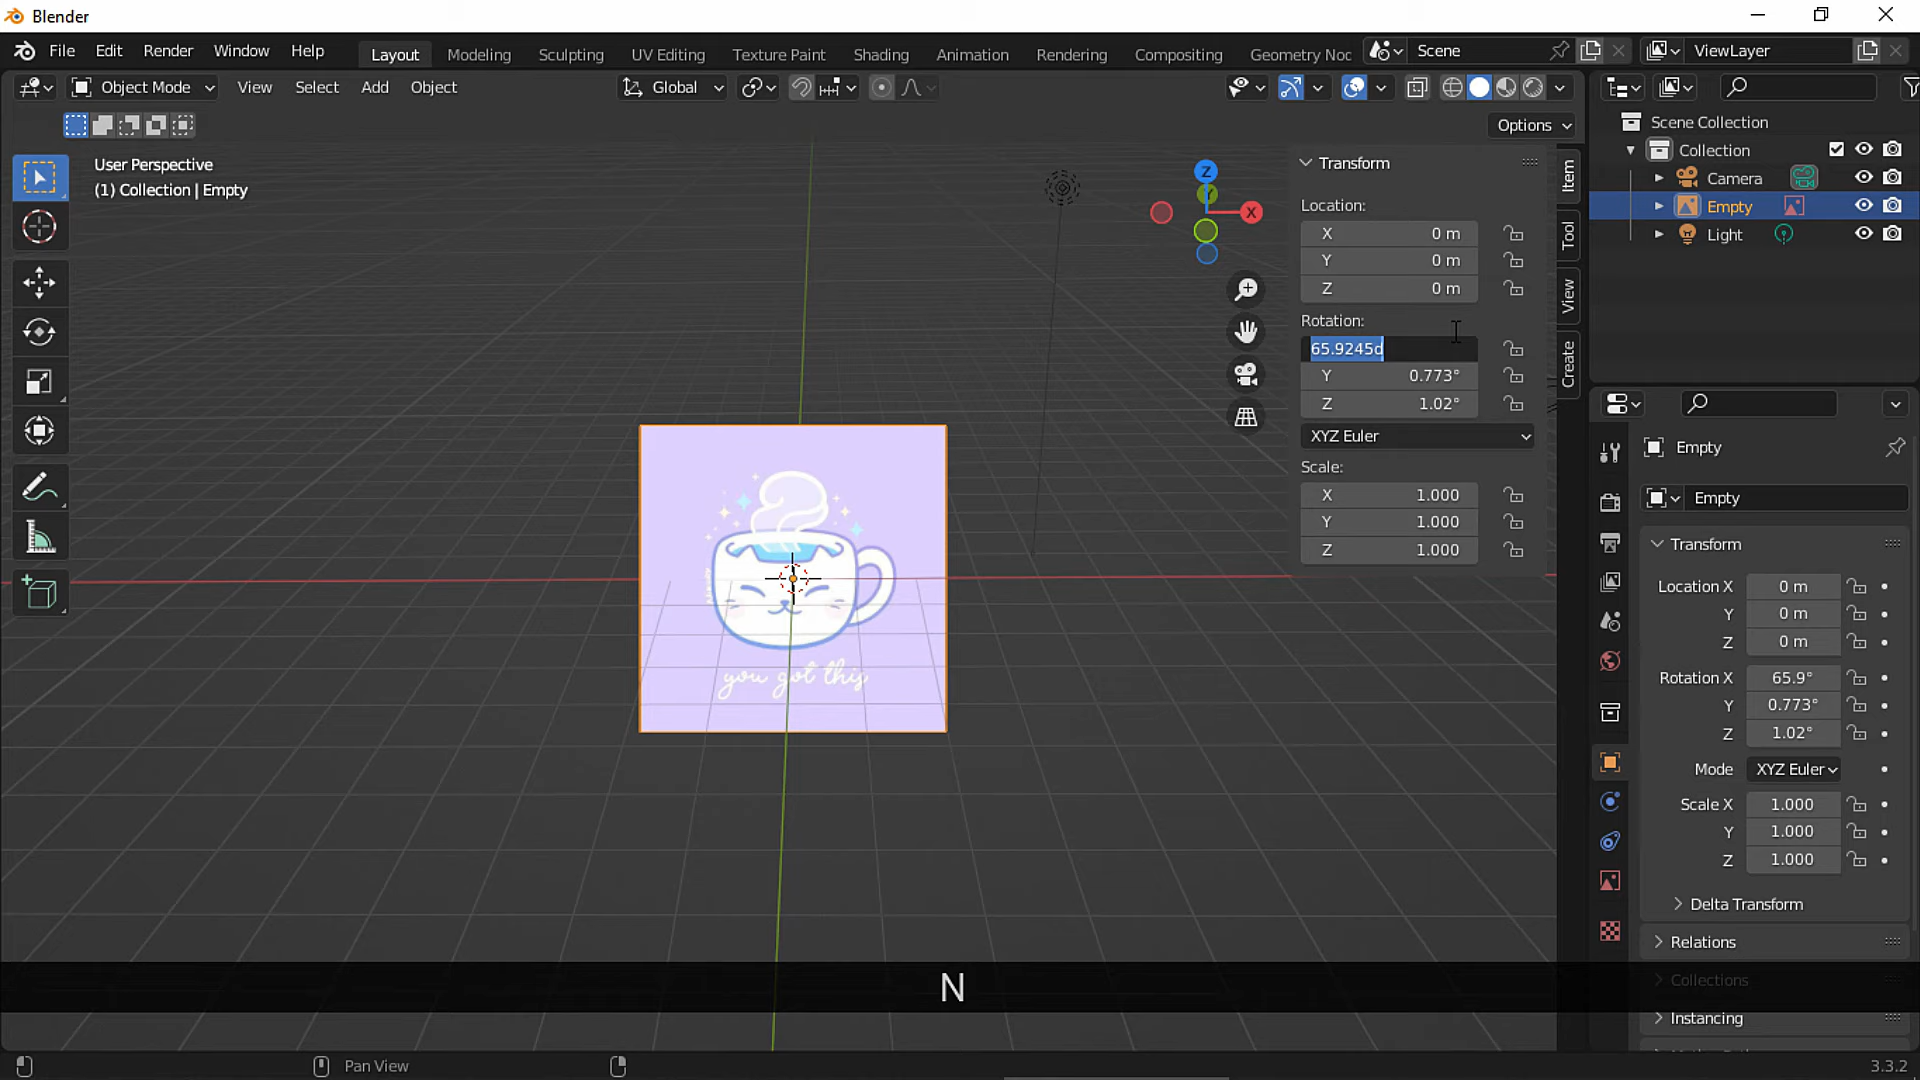 Blender
File Edit Render Window Help Layout Modeling Sculpting UV Editing Texture Paint Shading Animation Rendering Compositing Geometry Noc Scene ViewLayer
Object Mode View Select Add Object Global
Options
User Perspective
(1) Collection | Empty
Z
Y
X
Transform
Location:
X 0 m
Y 0 m
Z 0 m
Rotation:
65.9245d
Y 0.773°
Z 1.02°
XYZ Euler
Scale:
X 1.000
Y 1.000
Z 1.000
Item
Tool
View
Create
you got this
Scene Collection
Collection
Camera
Empty
Light
Empty
Empty
Transform
Location X 0 m
Y 0 m
Z 0 m
Rotation X 65.9°
Y 0.773°
Z 1.02°
Mode XYZ Euler
Scale X 1.000
Y 1.000
Z 1.000
Delta Transform
Relations
Collections
Instancing
N
Pan View
3.3.2